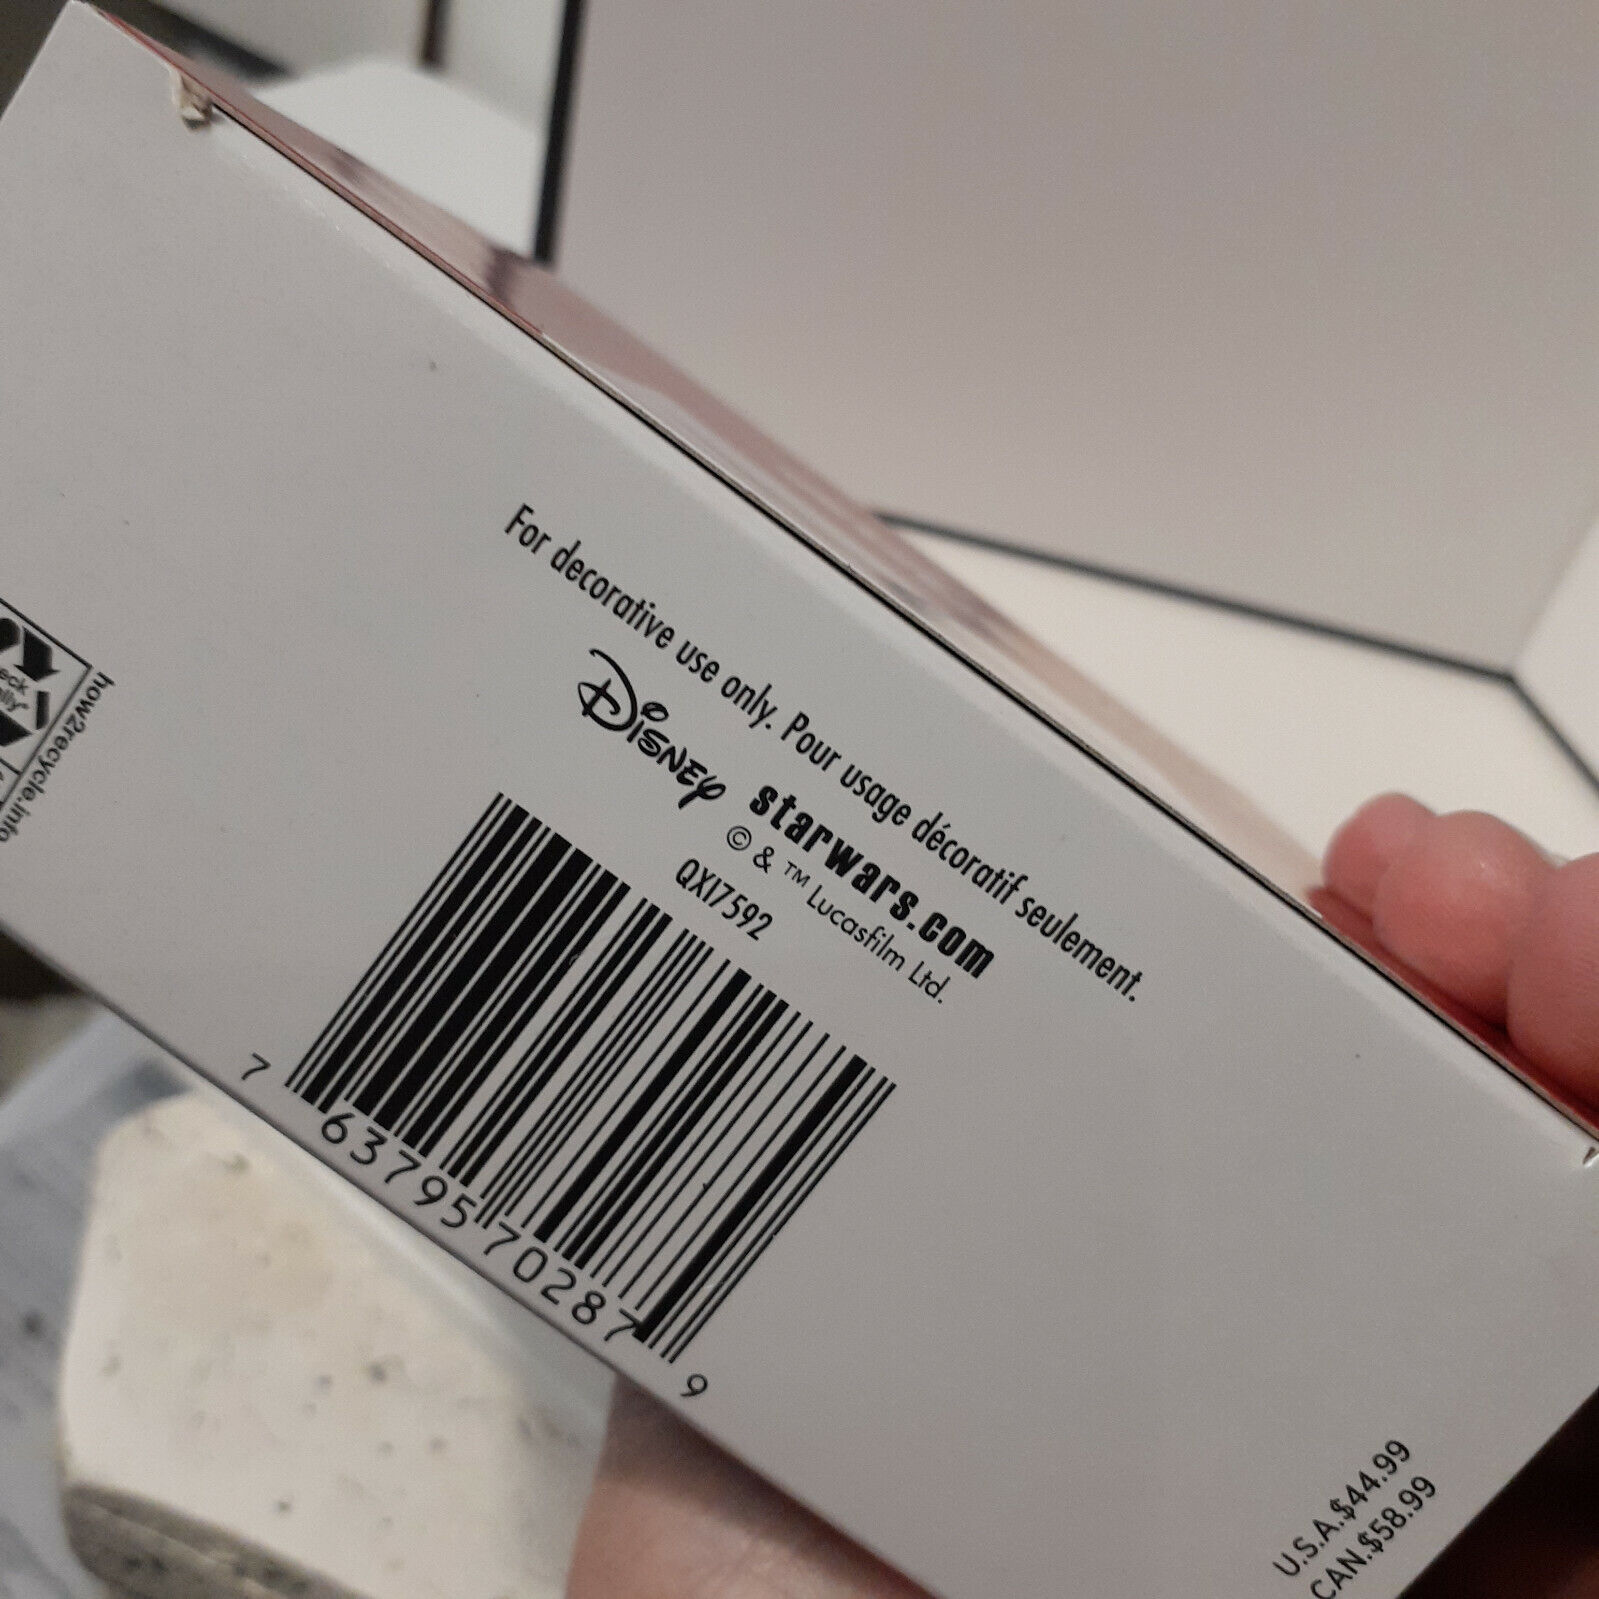 For decorative use only. Pour usage décoratif seulement.
Disney
starwars.com
© & ™ Lucasfilm Ltd.
QXI7592
7 63795 70287 9
how2recycle.info
U.S.A.$44.99
CAN.$58.99